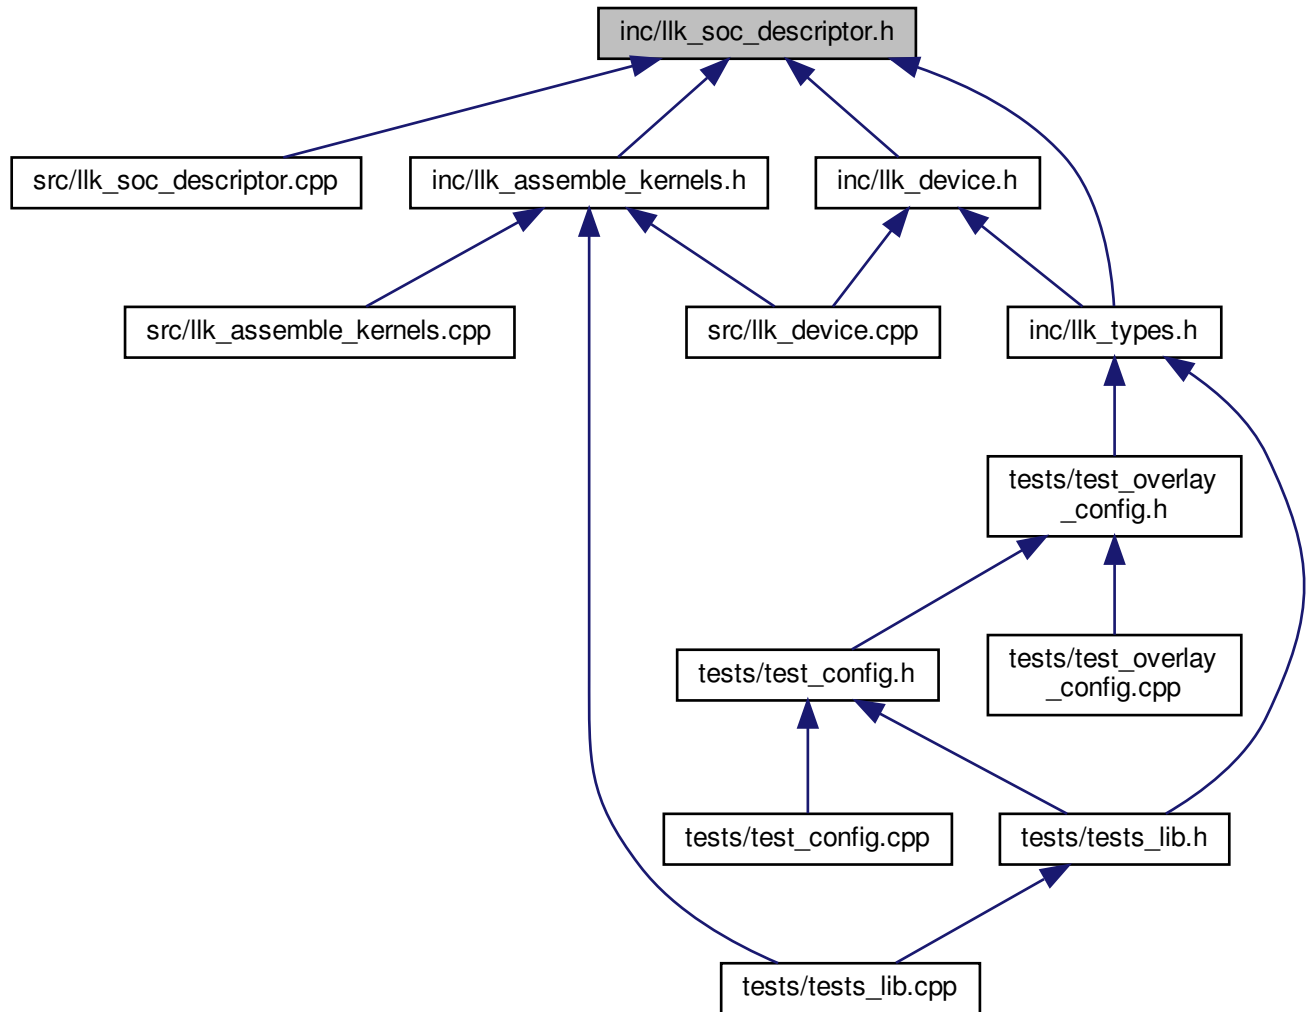 inc/llk_soc_descriptor.h
src/llk_soc_descriptor.cpp
inc/llk_assemble_kernels.h
inc/llk_device.h
src/llk_assemble_kernels.cpp
src/llk_device.cpp
inc/llk_types.h
tests/test_overlay
_config.h
tests/test_config.h
tests/test_overlay
_config.cpp
tests/test_config.cpp
tests/tests_lib.h
tests/tests_lib.cpp